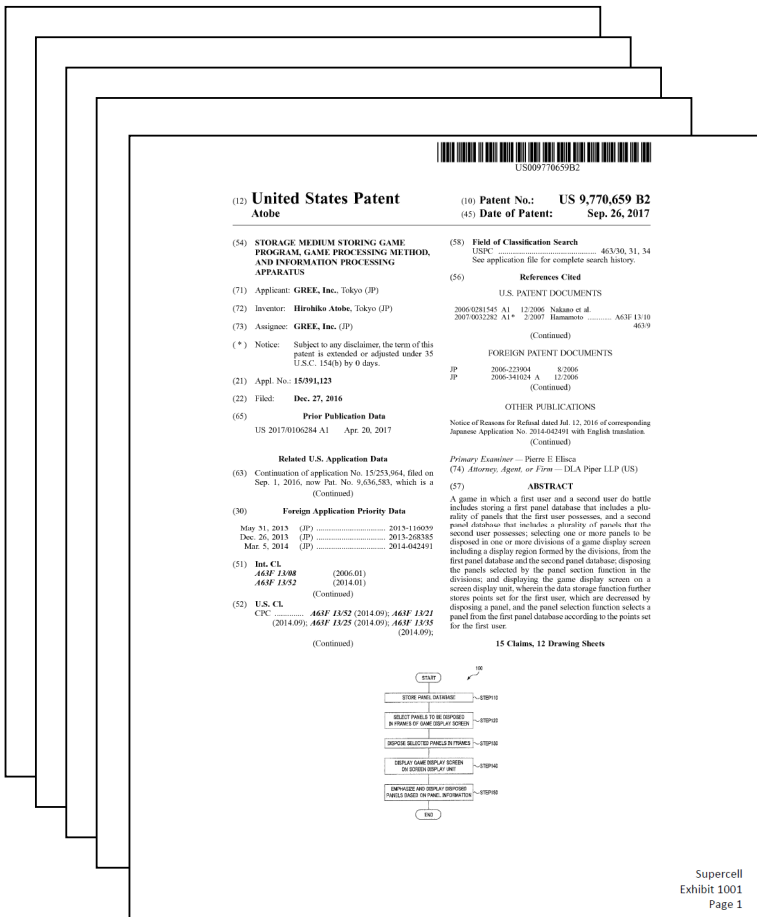 US009770659B2
(12) United States Patent
Atobe
(10) Patent No.: US 9,770,659 B2
(45) Date of Patent: Sep. 26, 2017
(54) STORAGE MEDIUM STORING GAME
PROGRAM, GAME PROCESSING METHOD,
AND INFORMATION PROCESSING
APPARATUS
(71) Applicant: GREE, Inc., Tokyo (JP)
(72) Inventor: Hirohiko Atobe, Tokyo (JP)
(73) Assignee: GREE, Inc. (JP)
( * ) Notice: Subject to any disclaimer, the term of this
patent is extended or adjusted under 35
U.S.C. 154(b) by 0 days.
(21) Appl. No.: 15/391,123
(22) Filed: Dec. 27, 2016
(65) Prior Publication Data
US 2017/0106284 A1 Apr. 20, 2017
Related U.S. Application Data
(63) Continuation of application No. 15/253,964, filed on
Sep. 1, 2016, now Pat. No. 9,636,583, which is a
(Continued)
(30) Foreign Application Priority Data
May 31, 2013 (JP) ................................ 2013-116039
Dec. 26, 2013 (JP) ................................ 2013-268385
Mar. 5, 2014 (JP) ................................ 2014-042491
(51) Int. Cl.
A63F 13/08 (2006.01)
A63F 13/52 (2014.01)
(Continued)
(52) U.S. Cl.
CPC .............. A63F 13/52 (2014.09); A63F 13/21
(2014.09); A63F 13/25 (2014.09); A63F 13/35
(2014.09);
(Continued)
(58) Field of Classification Search
USPC ........................................ 463/30, 31, 34
See application file for complete search history.
(56) References Cited
U.S. PATENT DOCUMENTS
2006/0281545 A1 12/2006 Nakano et al.
2007/0032282 A1* 2/2007 Hamamoto ............ A63F 13/10
463/9
(Continued)
FOREIGN PATENT DOCUMENTS
JP 2006-223904 8/2006
JP 2006-341024 A 12/2006
(Continued)
OTHER PUBLICATIONS
Notice of Reasons for Refusal dated Jul. 12, 2016 of corresponding
Japanese Application No. 2014-042491 with English translation.
(Continued)
Primary Examiner — Pierre E Elisca
(74) Attorney, Agent, or Firm — DLA Piper LLP (US)
(57) ABSTRACT
A game in which a first user and a second user do battle
includes storing a first panel database that includes a plu-
rality of panels that the first user possesses, and a second
panel database that includes a plurality of panels that the
second user possesses; selecting one or more panels to be
disposed in one or more divisions of a game display screen
including a display region formed by the divisions, from the
first panel database and the second panel database; disposing
the panels selected by the panel section function in the
divisions; and displaying the game display screen on a
screen display unit, wherein the data storage function further
stores points set for the first user, which are decreased by
disposing a panel, and the panel selection function selects a
panel from the first panel database according to the points set
for the first user.
15 Claims, 12 Drawing Sheets
100
START
STORE PANEL DATABASE STEP110
SELECT PANELS TO BE DISPOSED
IN FRAMES OF GAME DISPLAY SCREEN STEP120
DISPOSE SELECTED PANELS IN FRAMES STEP130
DISPLAY GAME DISPLAY SCREEN
ON SCREEN DISPLAY UNIT STEP140
EMPHASIZE AND DISPLAY DISPOSED
PANELS BASED ON PANEL INFORMATION STEP150
END
Supercell
Exhibit 1001
Page 1